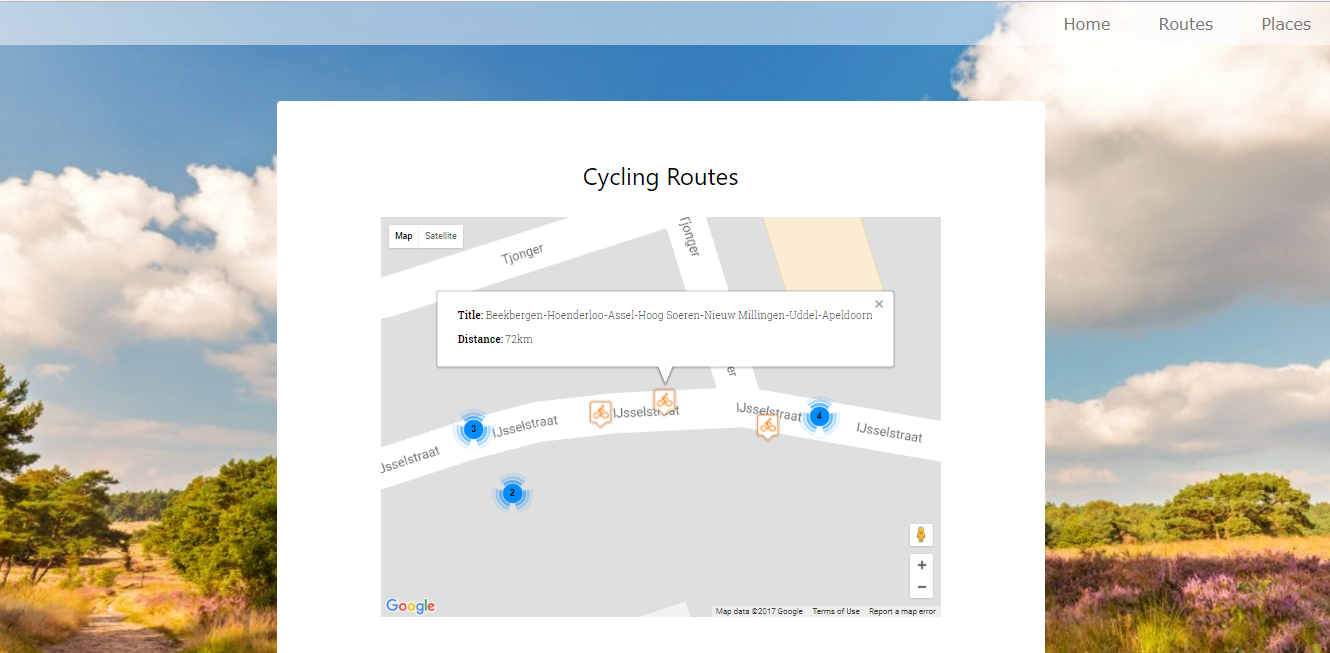 Home Routes Places
Cycling Routes
Map Satellite
Tjonger
Tjonger
Title: Beekbergen-Hoenderloo-Assel-Hoog Soeren-Nieuw Millingen-Uddel-Apeldoorn
Distance: 72km
er
IJsselstraat
IJsselstraat
IJsselstraat
IJsselstraat
IJsselstraat
3
4
2
+
−
Google
Map data ©2017 Google Terms of Use Report a map error